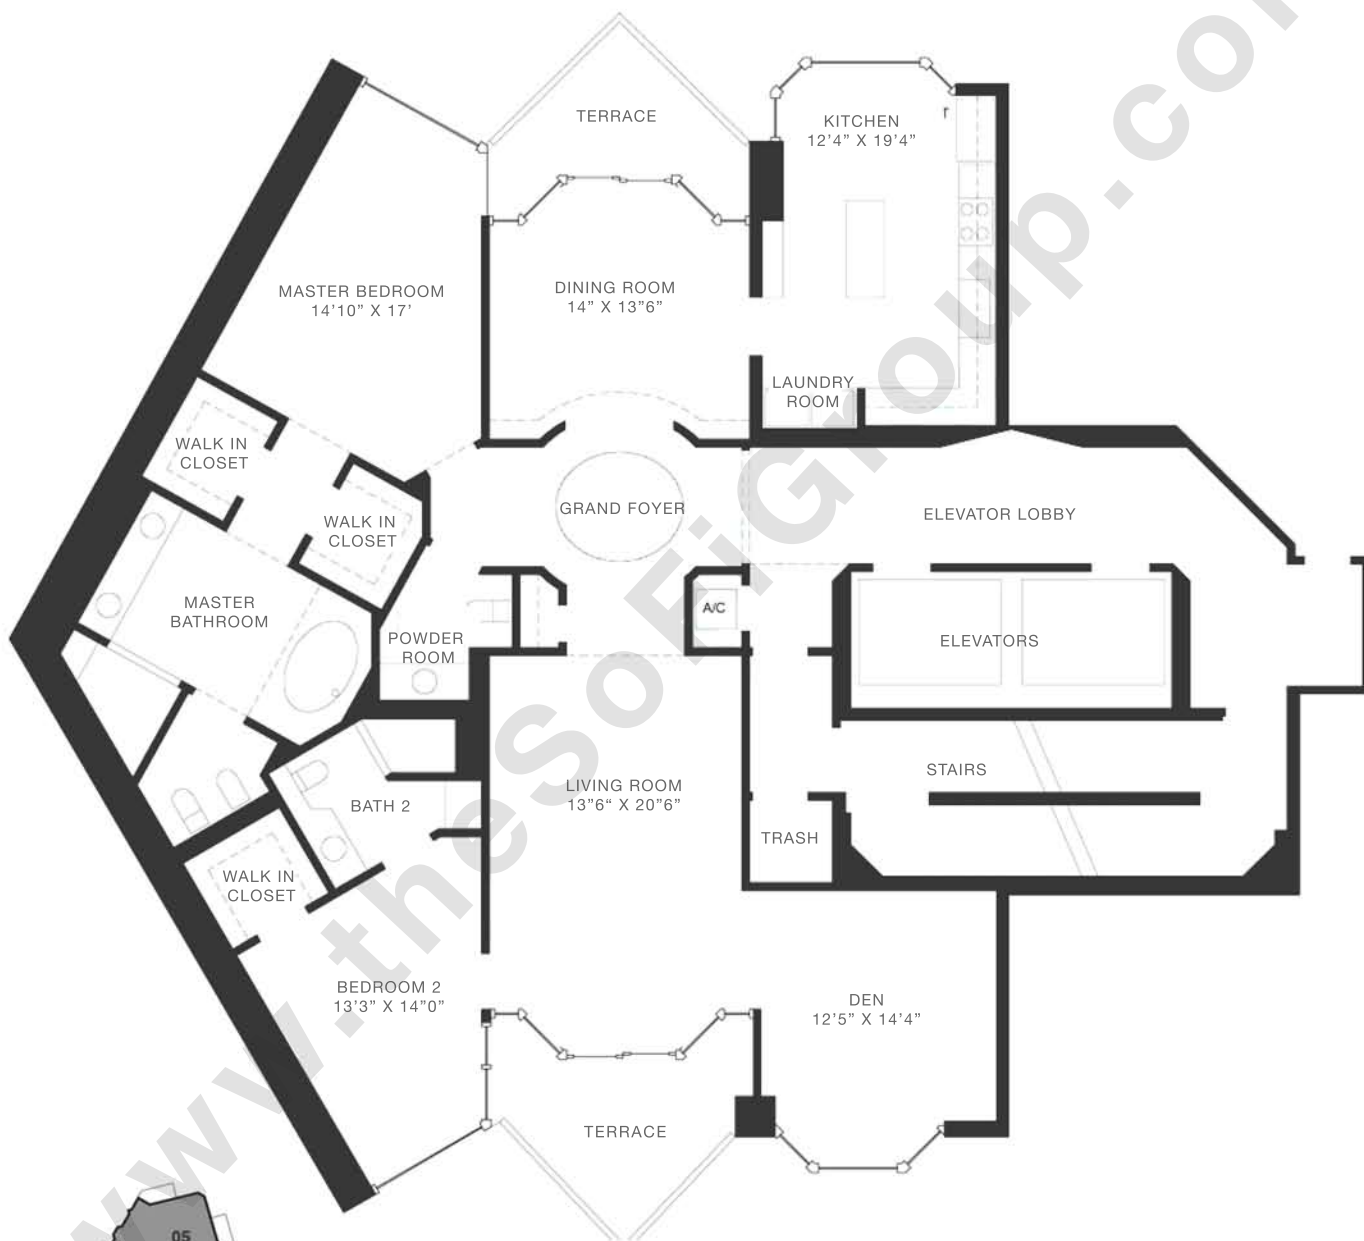 TERRACE
KITCHEN
12'4” X 19'4”
MASTER BEDROOM
14'10” X 17'
DINING ROOM
14” X 13”6”
LAUNDRY
ROOM
WALK IN
CLOSET
WALK IN
CLOSET
GRAND FOYER
ELEVATOR LOBBY
MASTER
BATHROOM
A/C
POWDER
ROOM
ELEVATORS
STAIRS
LIVING ROOM
13”6“ X 20”6”
BATH 2
TRASH
WALK IN
CLOSET
BEDROOM 2
13'3” X 14”0”
DEN
12'5” X 14'4”
TERRACE
05
www.theSoFiGroup.com